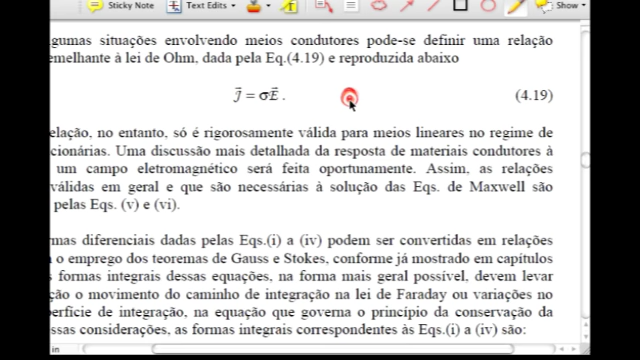 Sticky Note Text Edits Show
gumas situações envolvendo meios condutores pode-se definir uma relação
emelhante à lei de Ohm, dada pela Eq.(4.19) e reproduzida abaixo
J⃗ = σE⃗ . (4.19)
elação, no entanto, só é rigorosamente válida para meios lineares no regime de
cionárias. Uma discussão mais detalhada da resposta de materiais condutores à
um campo eletromagnético será feita oportunamente. Assim, as relações
válidas em geral e que são necessárias à solução das Eqs. de Maxwell são
pelas Eqs. (v) e (vi).
rmas diferenciais dadas pelas Eqs.(i) a (iv) podem ser convertidas em relações
o emprego dos teoremas de Gauss e Stokes, conforme já mostrado em capítulos
s formas integrais dessas equações, na forma mais geral possível, devem levar
ção o movimento do caminho de integração na lei de Faraday ou variações no
perfície de integração, na equação que governa o princípio da conservação da
ssas considerações, as formas integrais correspondentes às Eqs.(i) a (iv) são:
in